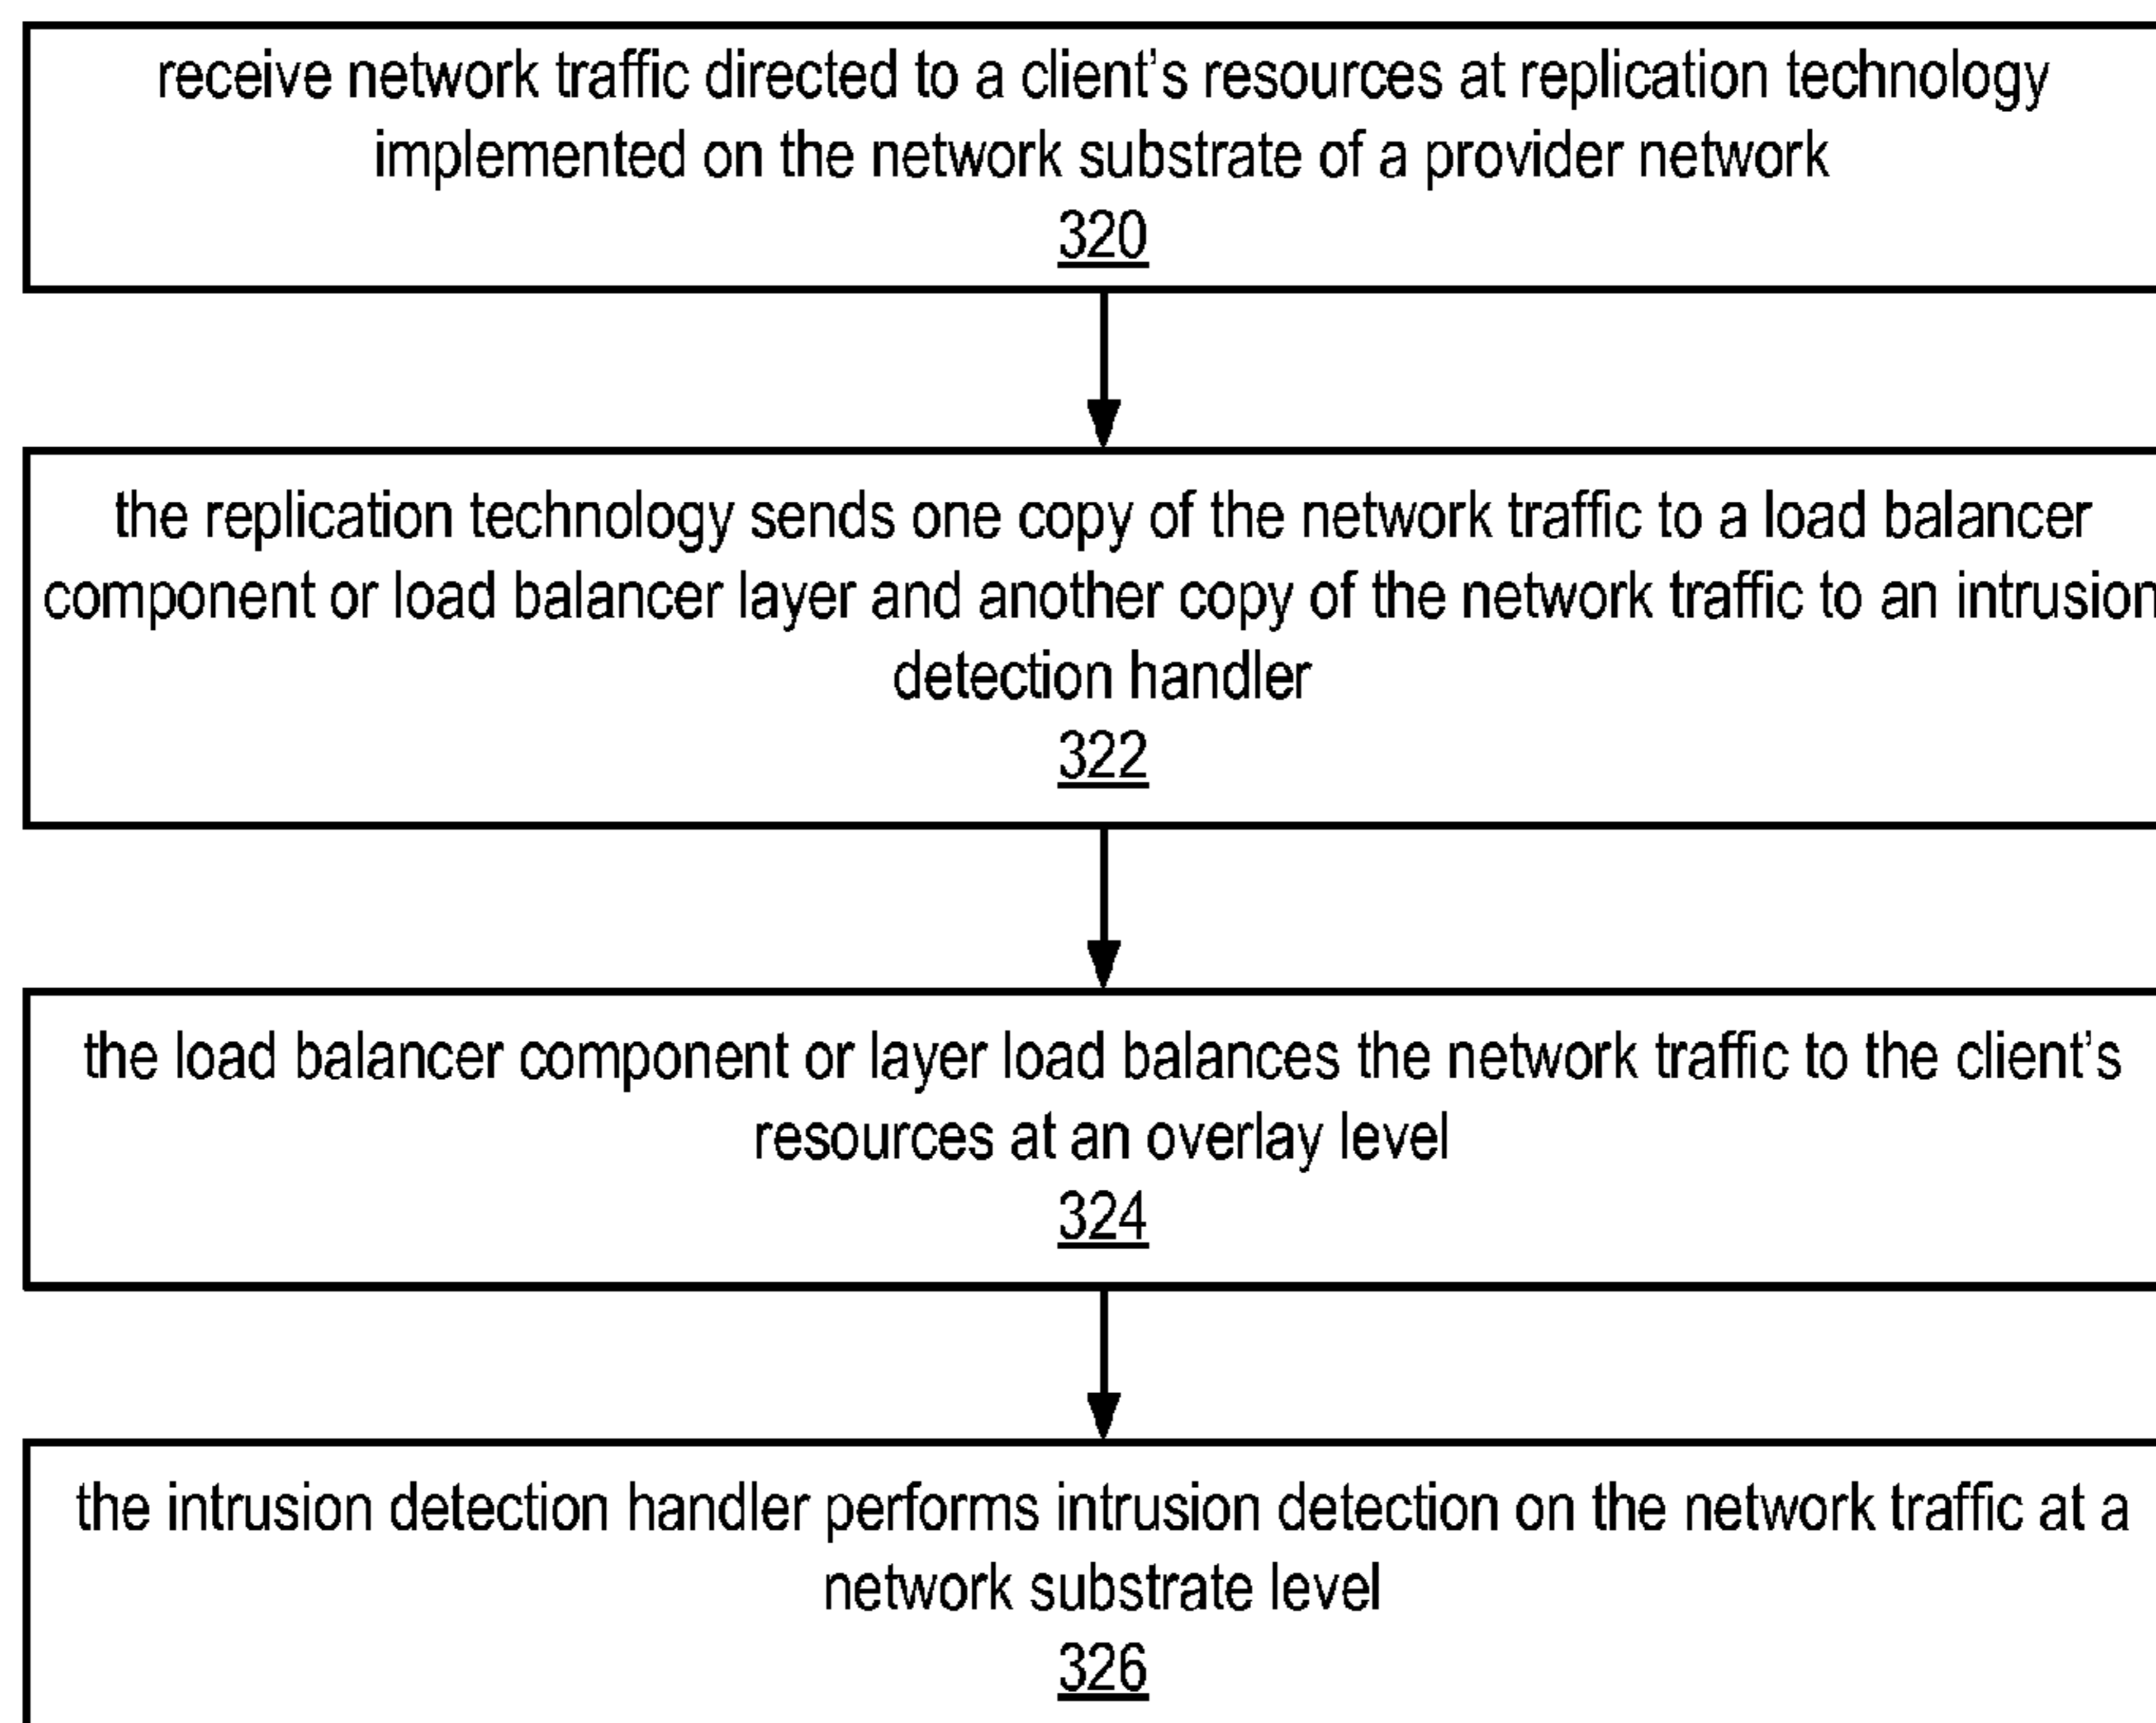 receive network traffic directed to a client's resources at replication technology
implemented on the network substrate of a provider network
320
the replication technology sends one copy of the network traffic to a load balancer
component or load balancer layer and another copy of the network traffic to an intrusion
detection handler
322
the load balancer component or layer load balances the network traffic to the client's
resources at an overlay level
324
the intrusion detection handler performs intrusion detection on the network traffic at a
network substrate level
326